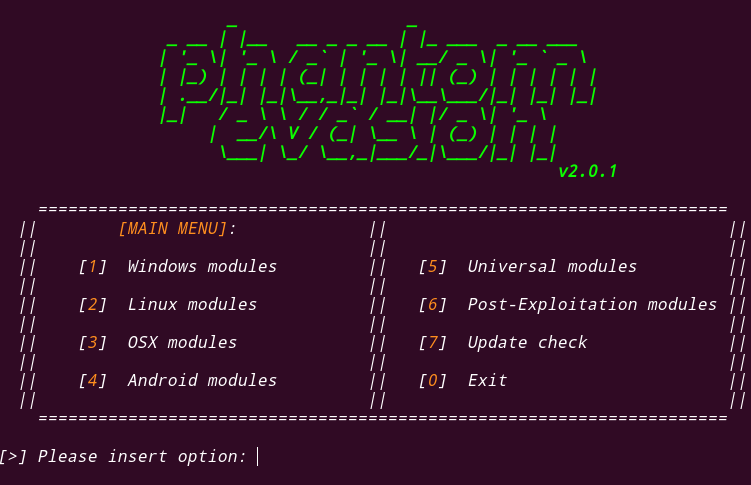 phantom
evasion
v2.0.1
[MAIN MENU]:
[1] Windows modules [5] Universal modules
[2] Linux modules [6] Post-Exploitation modules
[3] OSX modules [7] Update check
[4] Android modules [0] Exit
[>] Please insert option: